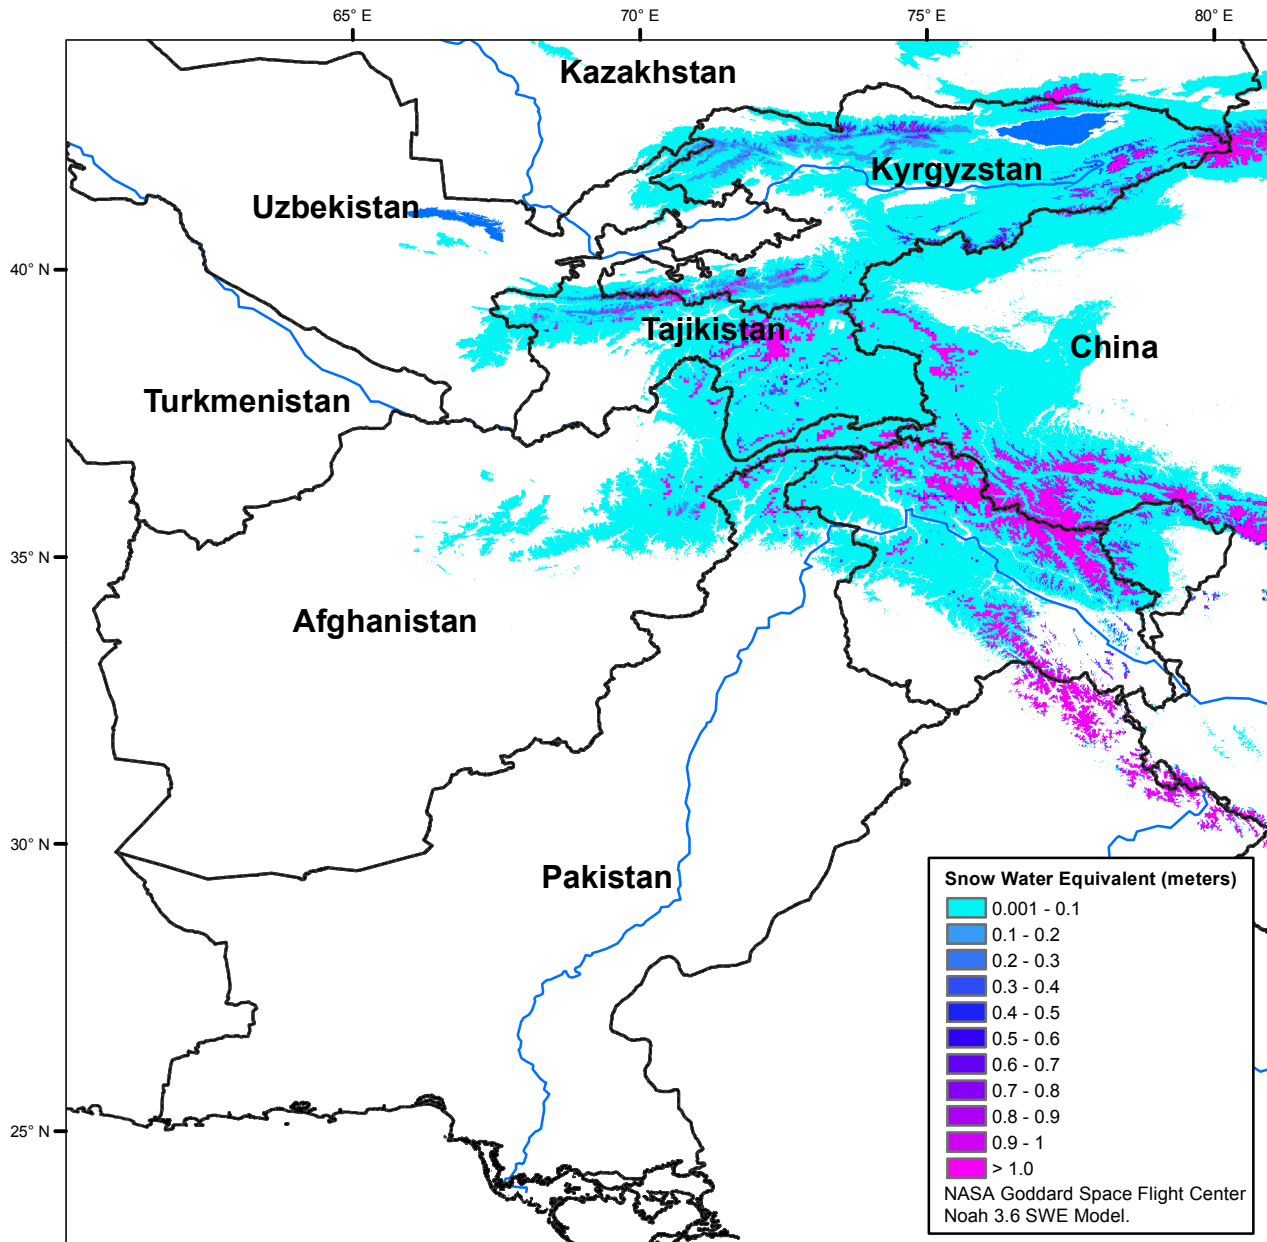 65° E
70° E
75° E
80° E
Kazakhstan
Kyrgyzstan
Uzbekistan
40° N
Tajikistan
China
Turkmenistan
35° N
Afghanistan
30° N
Pakistan
25° N
Snow Water Equivalent (meters)
0.001 - 0.1
0.1 - 0.2
0.2 - 0.3
0.3 - 0.4
0.4 - 0.5
0.5 - 0.6
0.6 - 0.7
0.7 - 0.8
0.8 - 0.9
0.9 - 1
> 1.0
NASA Goddard Space Flight Center
Noah 3.6 SWE Model.